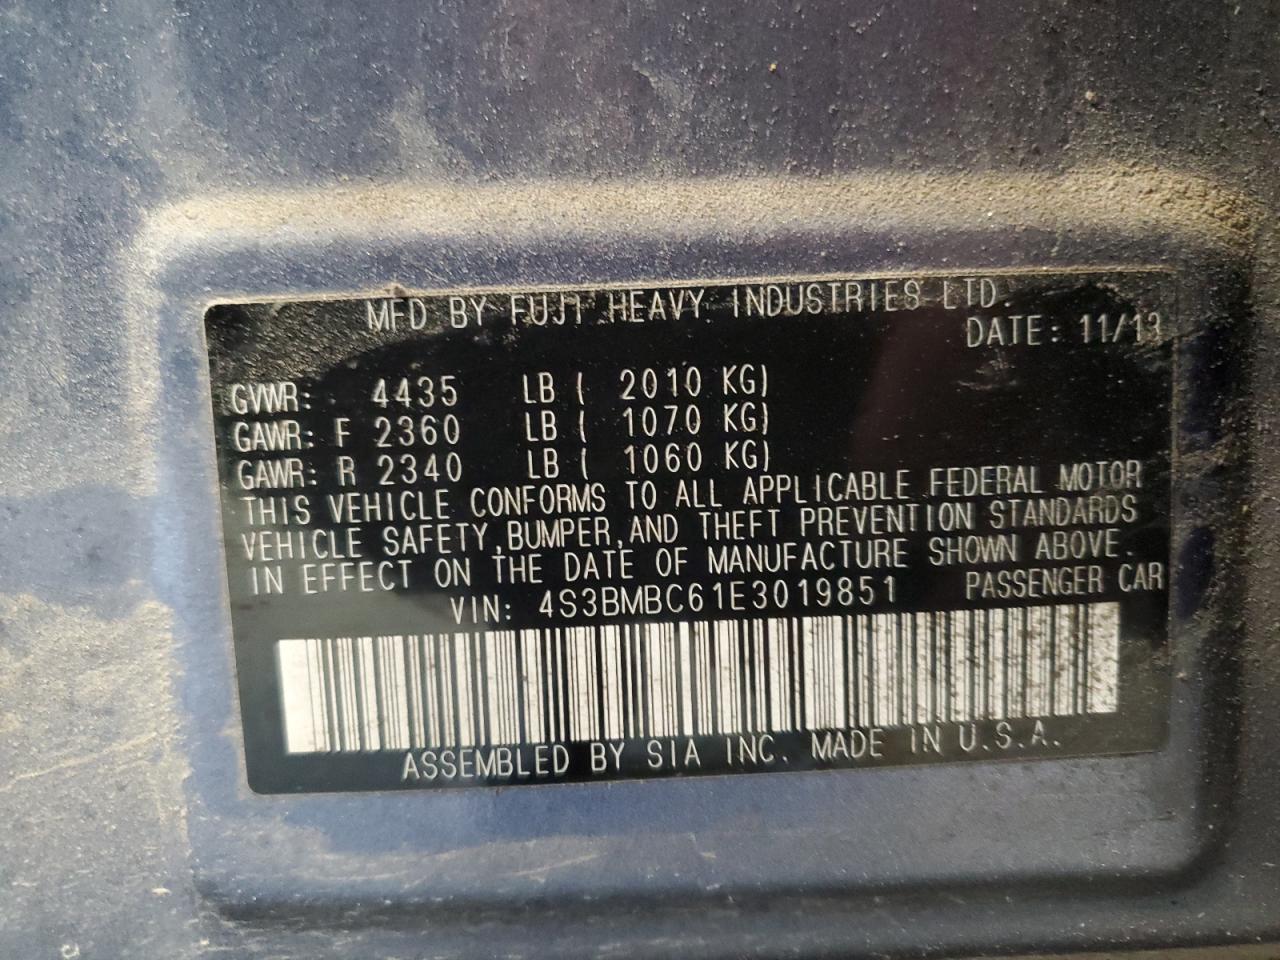 MFD BY FUJI HEAVY INDUSTRIES LTD.
DATE: 11/13
GVWR: 4435 LB ( 2010 KG)
GAWR: F 2360 LB ( 1070 KG)
GAWR: R 2340 LB ( 1060 KG)
THIS VEHICLE CONFORMS TO ALL APPLICABLE FEDERAL MOTOR
VEHICLE SAFETY,BUMPER,AND THEFT PREVENTION STANDARDS
IN EFFECT ON THE DATE OF MANUFACTURE SHOWN ABOVE.
VIN: 4S3BMBC61E3019851 PASSENGER CAR
ASSEMBLED BY SIA INC. MADE IN U.S.A.